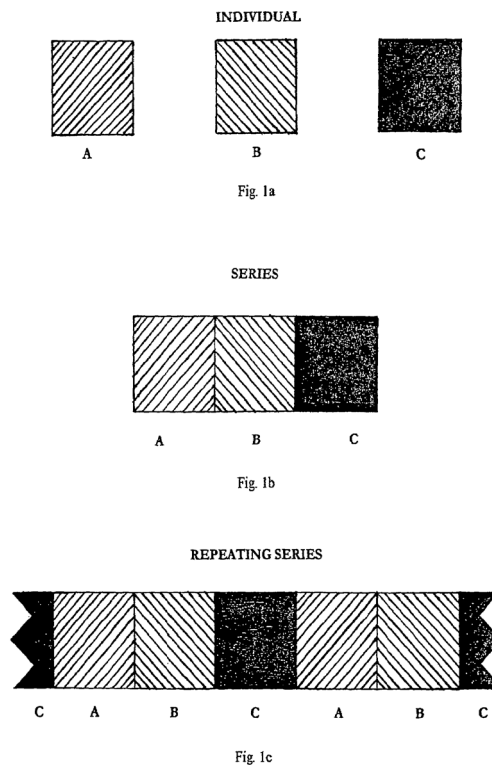 INDIVIDUAL
A B C
Fig. 1a
SERIES
A B C
Fig. 1b
REPEATING SERIES
C A B C A B C
Fig. 1c